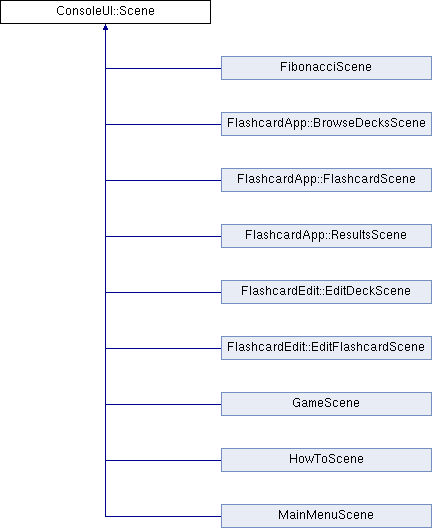 ConsoleUI::Scene
FibonacciScene
FlashcardApp::BrowseDecksScene
FlashcardApp::FlashcardScene
FlashcardApp::ResultsScene
FlashcardEdit::EditDeckScene
FlashcardEdit::EditFlashcardScene
GameScene
HowToScene
MainMenuScene